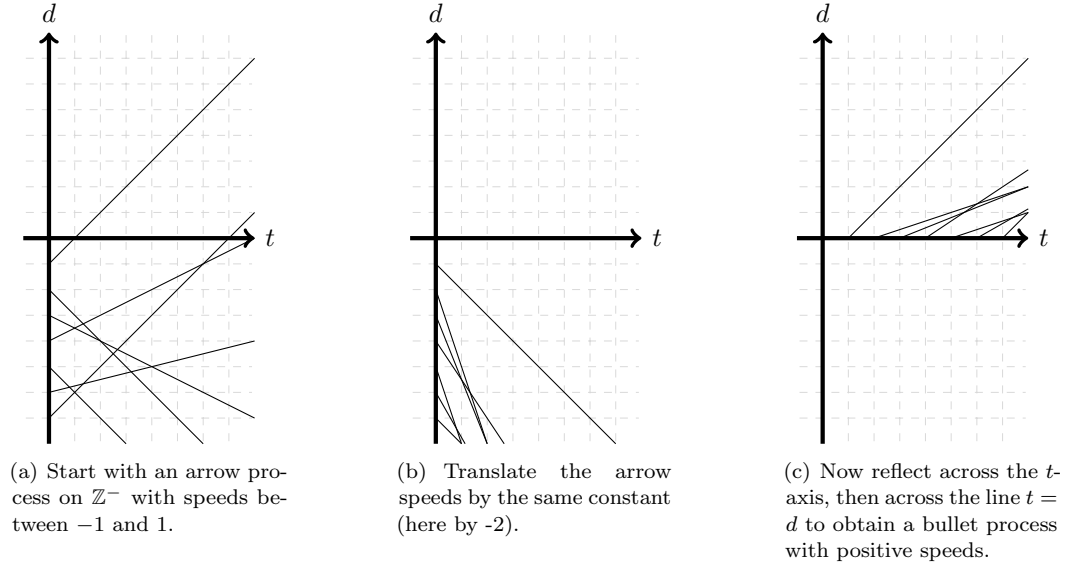 d
t
d
t
d
t
(a) Start with an arrow pro-
cess on ℤ⁻ with speeds be-
tween −1 and 1.
(b) Translate the arrow
speeds by the same constant
(here by -2).
(c) Now reflect across the t-
axis, then across the line t =
d to obtain a bullet process
with positive speeds.